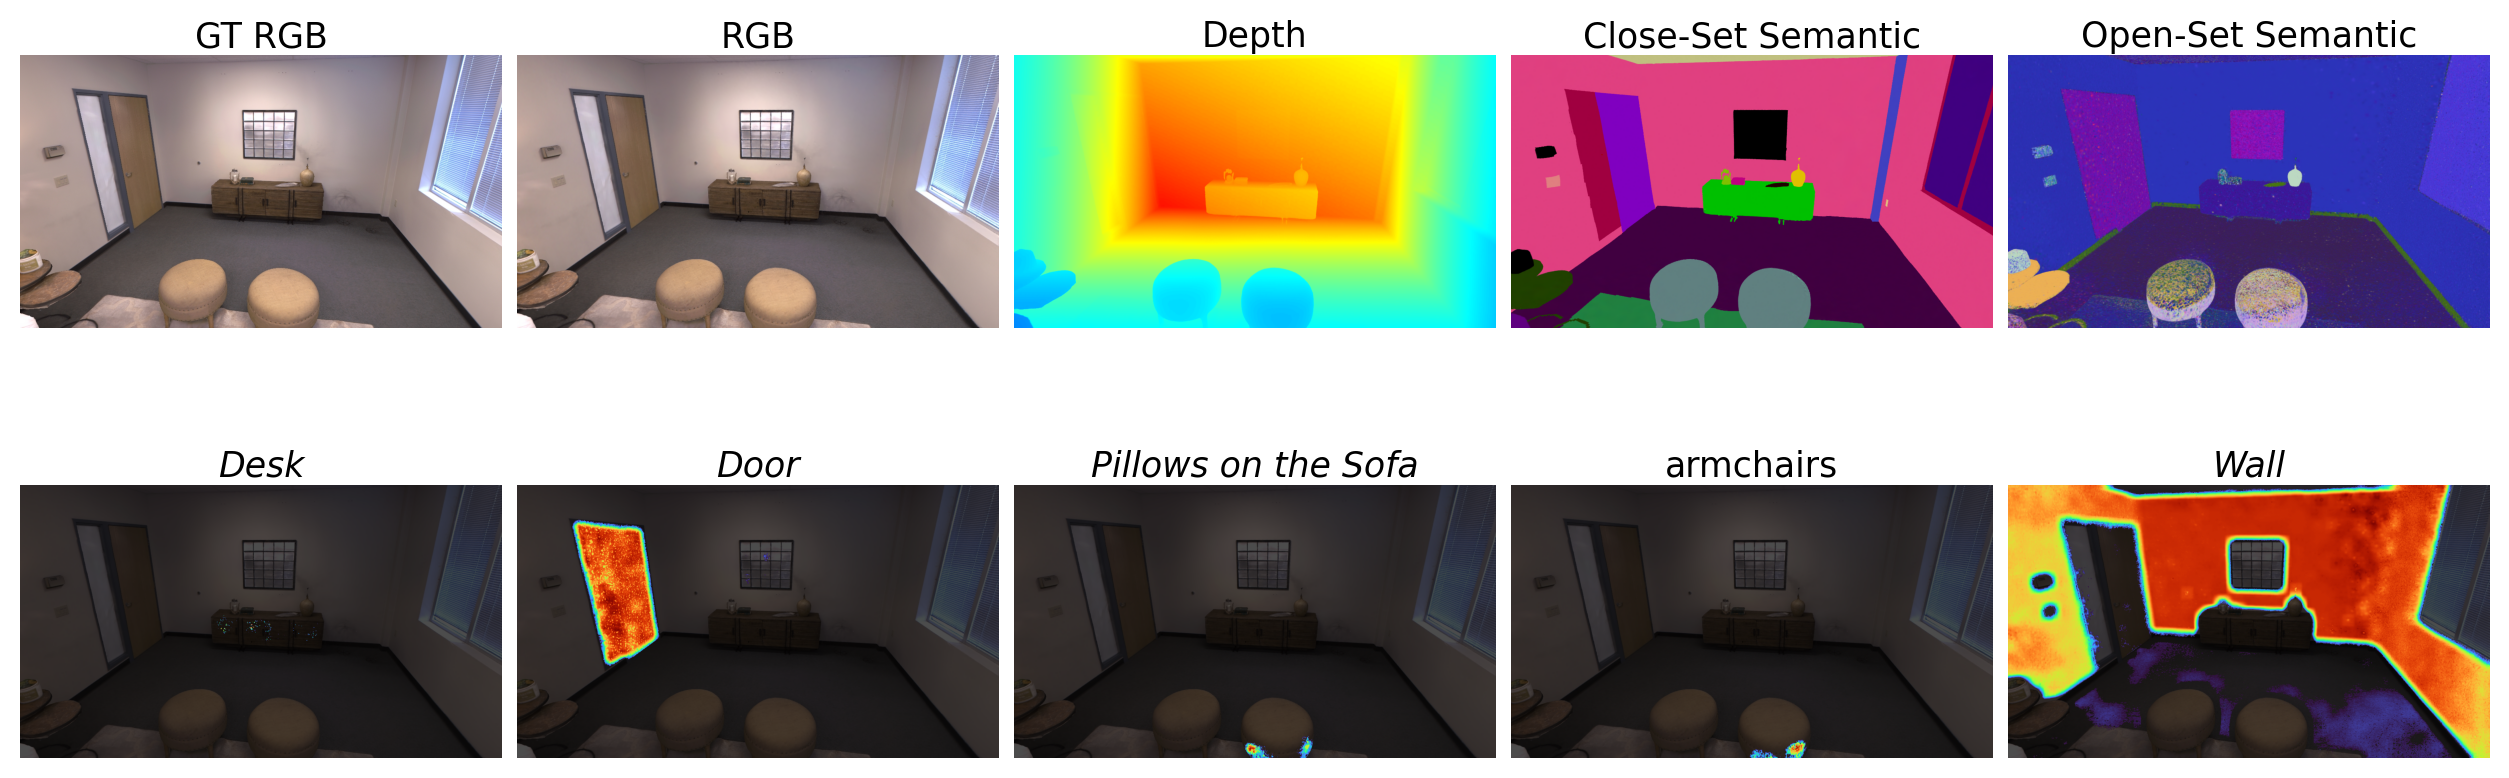 GT RGB
RGB
Depth
Close-Set Semantic
Open-Set Semantic
Desk
Door
Pillows on the Sofa
armchairs
Wall